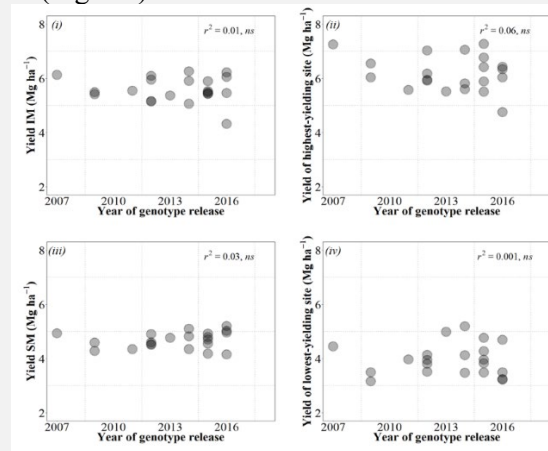 (i)
r² = 0.01, ns
Yield IM (Mg ha⁻¹)
8
6
4
2
2007 2010 2013 2016
Year of genotype release
(ii)
r² = 0.06, ns
Yield of highest-yielding site (Mg ha⁻¹)
8
6
4
2
2007 2010 2013 2016
Year of genotype release
(iii)
r² = 0.03, ns
Yield SM (Mg ha⁻¹)
8
6
4
2
2007 2010 2013 2016
Year of genotype release
(iv)
r² = 0.001, ns
Yield of lowest-yielding site (Mg ha⁻¹)
8
6
4
2
2007 2010 2013 2016
Year of genotype release